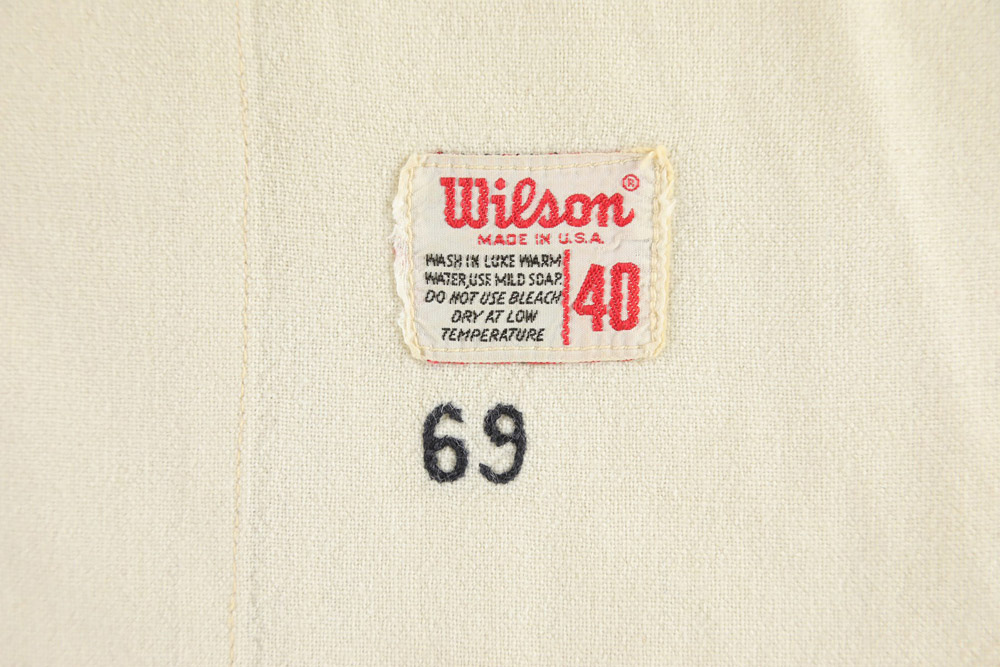 Wilson®
MADE IN U.S.A.
WASH IN LUKE WARM
WATER, USE MILD SOAP.
DO NOT USE BLEACH
DRY AT LOW
TEMPERATURE
40
69